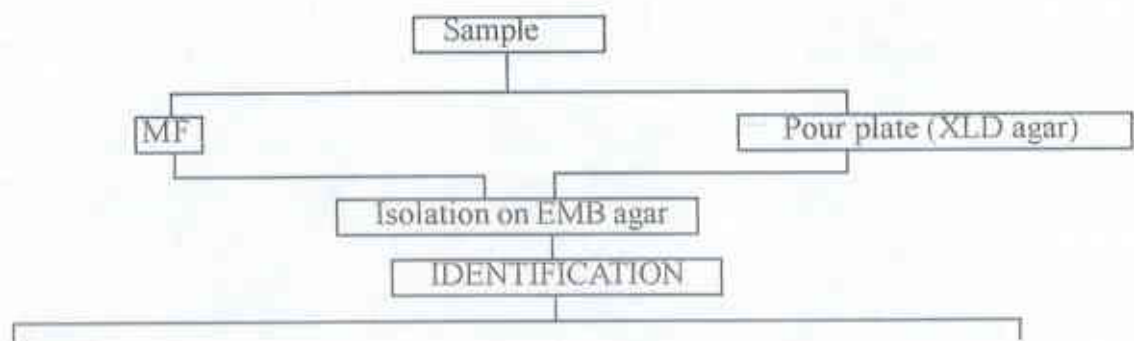 Sample
MF
Pour plate (XLD agar)
Isolation on EMB agar
IDENTIFICATION